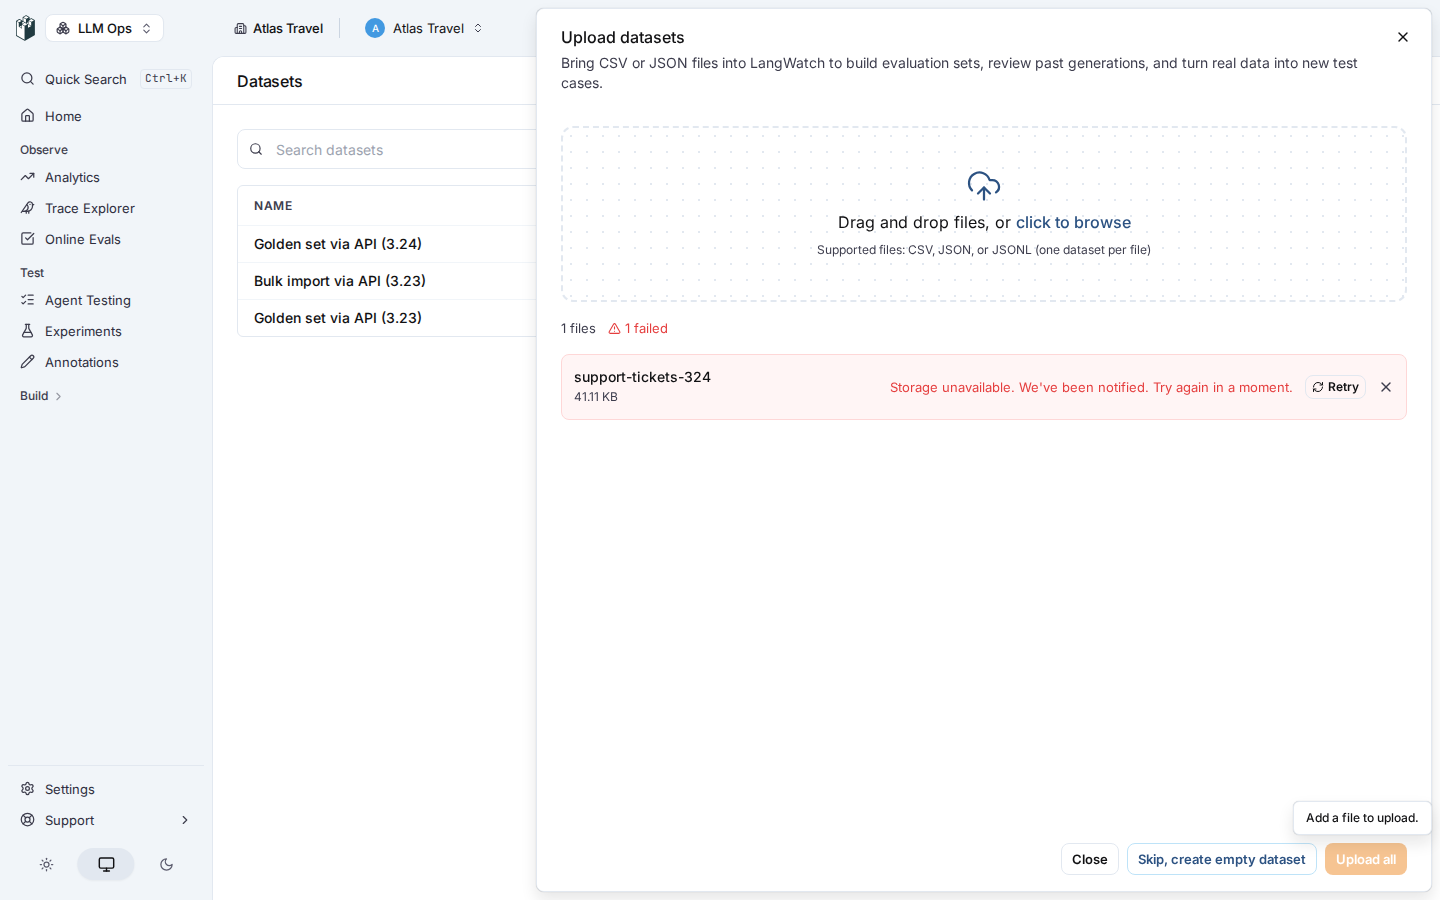 LLM Ops
Atlas Travel
A
Atlas Travel
Quick Search
Ctrl+K
Home
Observe
Analytics
Trace Explorer
Online Evals
Test
Agent Testing
Experiments
Annotations
Build
Settings
Support
Datasets
Search datasets
NAME
Golden set via API (3.24)
Bulk import via API (3.23)
Golden set via API (3.23)
Upload datasets
Bring CSV or JSON files into LangWatch to build evaluation sets, review past generations, and turn real data into new test
cases.
Drag and drop files, or click to browse
Supported files: CSV, JSON, or JSONL (one dataset per file)
1 files
1 failed
support-tickets-324
41.11 KB
Storage unavailable. We've been notified. Try again in a moment.
Retry
Add a file to upload.
Close
Skip, create empty dataset
Upload all